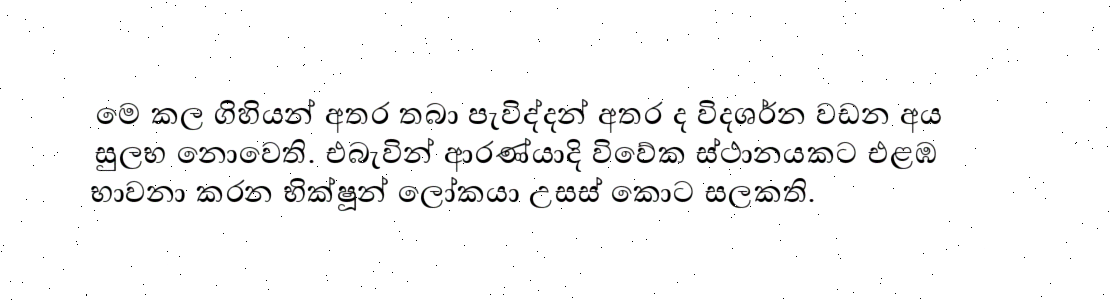 මෙ කල ගිහියන් අතර තබා පැවිද්දන් අතර ද විදර්ශන වඩන අය
සුලභ නොවෙති. එබැවින් ආරණ්යාදි විවේක ස්ථානයකට එළඹ
භාවනා කරන භික්ෂූන් ලෝකයා උසස් කොට සලකති.